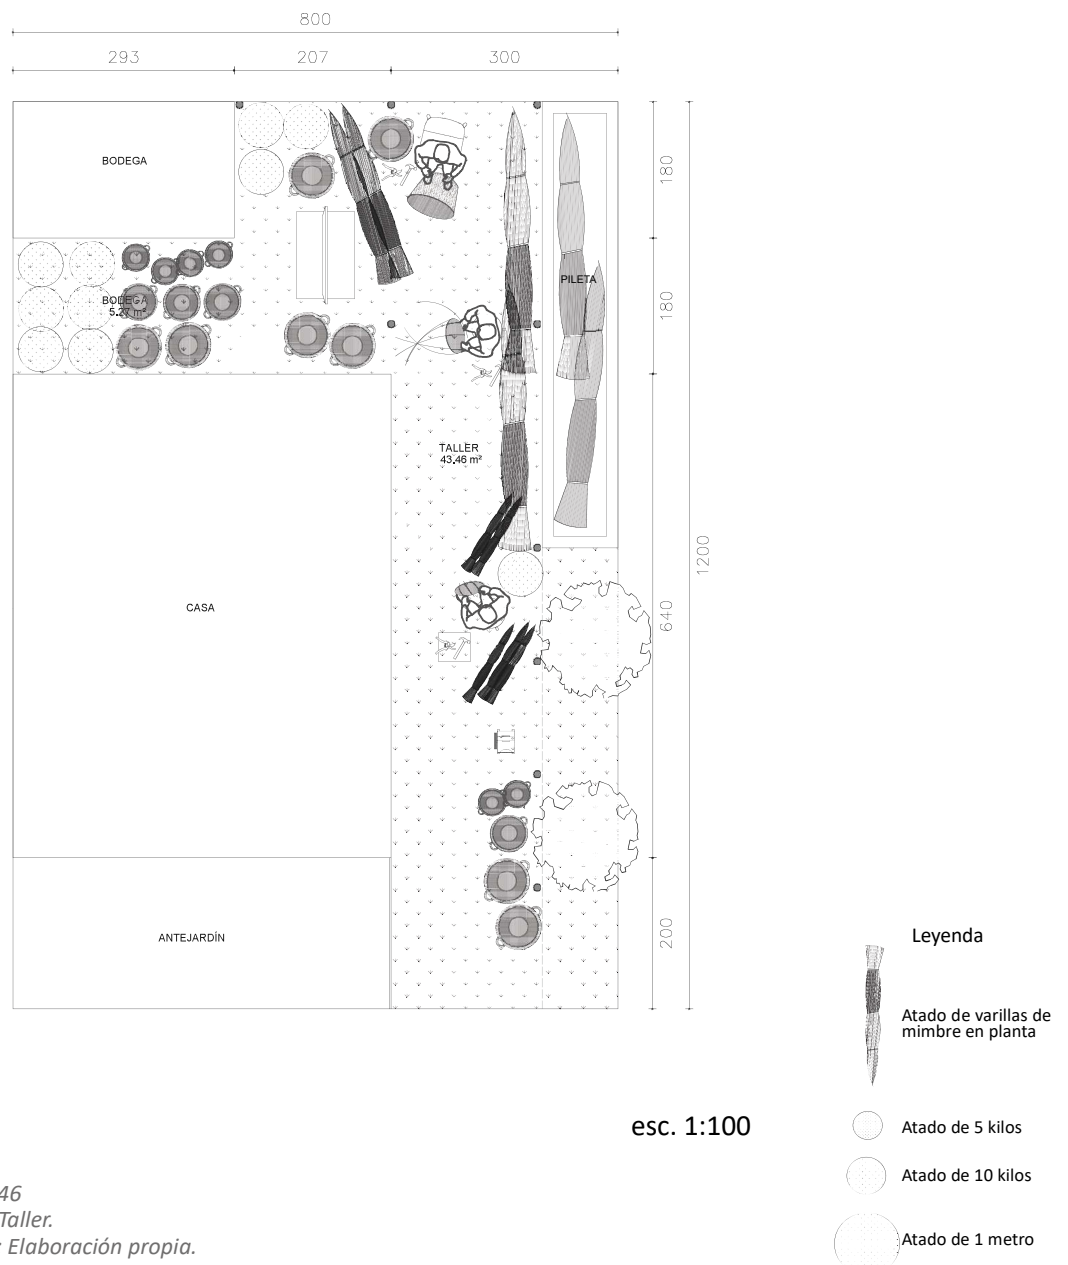 800
293
207
300
BODEGA
180
PILETA
180
BODEGA
5.27 m²
TALLER
43.46 m²
1200
CASA
640
ANTEJARDÍN
200
Leyenda
Atado de varillas de
mimbre en planta
esc. 1:100
Atado de 5 kilos
Atado de 10 kilos
46
Taller.
: Elaboración propia.
Atado de 1 metro